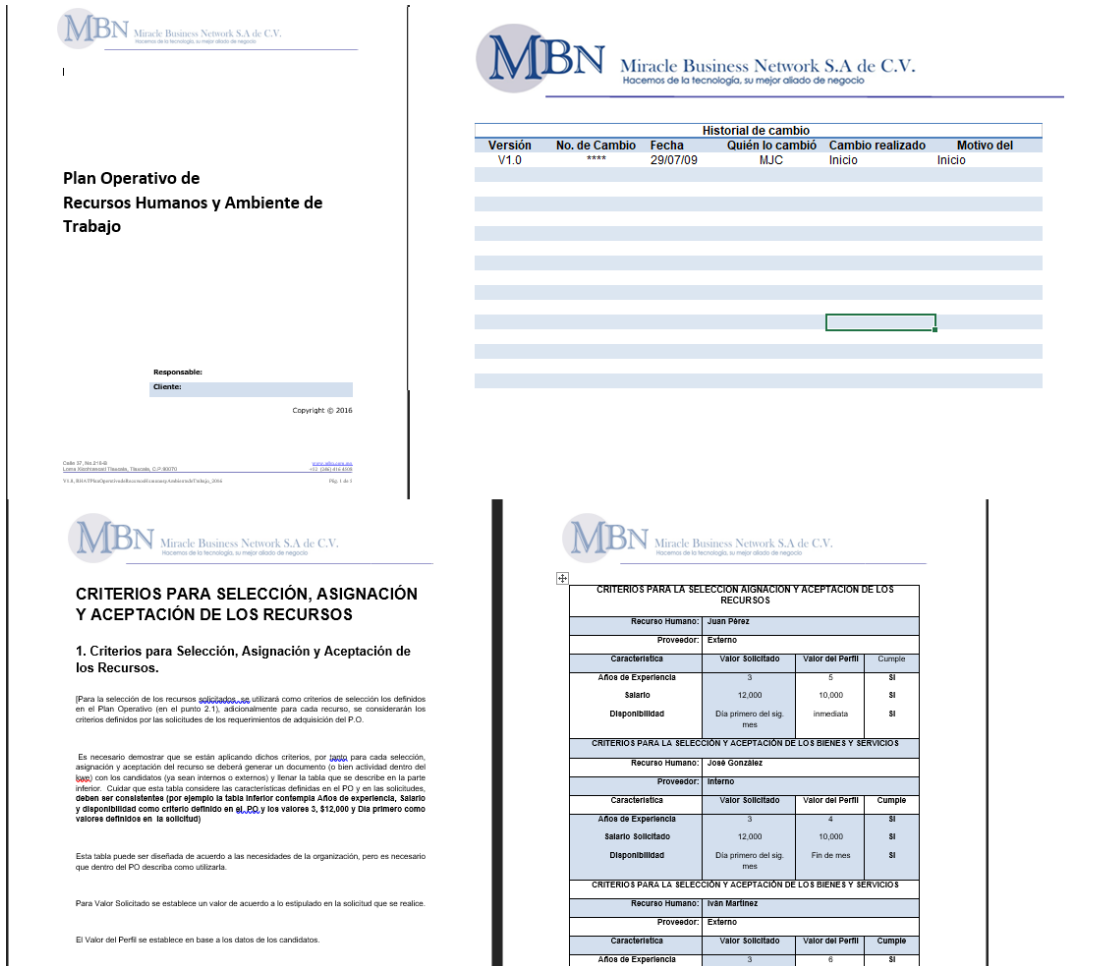 MBN Miracle Business Network S.A de C.V.
Hacemos de la tecnología, su mejor aliado de negocio
Plan Operativo de
Recursos Humanos y Ambiente de
Trabajo
Responsable:
Cliente:
Copyright © 2016
Calle 37, No.215-B
Loma Xicohtencatl Tlaxcala, Tlaxcala, C.P.90070
Pág. 1 de 1
MBN Miracle Business Network S.A de C.V.
Hacemos de la tecnología, su mejor aliado de negocio
Historial de cambio
Versión No. de Cambio Fecha Quién lo cambió Cambio realizado Motivo del
V1.0 **** 29/07/09 MJC Inicio Inicio
MBN Miracle Business Network S.A de C.V.
Hacemos de la tecnología, su mejor aliado de negocio
CRITERIOS PARA SELECCIÓN, ASIGNACIÓN
Y ACEPTACIÓN DE LOS RECURSOS
1. Criterios para Selección, Asignación y Aceptación de
los Recursos.
[Para la selección de los recursos solicitados, se utilizará como criterios de selección los definidos
en el Plan Operativo (en el punto 2.1), adicionalmente para cada recurso, se considerarán los
criterios definidos por las solicitudes de los requerimientos de adquisición del P.O.
Es necesario demostrar que se están aplicando dichos criterios, por tanto para cada selección,
asignación y aceptación del recurso se deberá generar un documento (o bien actividad dentro del
kwe) con los candidatos (ya sean internos o externos) y llenar la tabla que se describe en la parte
inferior. Cuidar que esta tabla considere las características definidas en el PO y en las solicitudes,
deben ser consistentes (por ejemplo la tabla inferior contempla Años de experiencia, Salario
y disponibilidad como criterio definido en el PO y los valores 3, $12,000 y Día primero como
valores definidos en la solicitud)
Esta tabla puede ser diseñada de acuerdo a las necesidades de la organización, pero es necesario
que dentro del PO describa como utilizarla.
Para Valor Solicitado se establece un valor de acuerdo a lo estipulado en la solicitud que se realice.
El Valor del Perfil se establece en base a los datos de los candidatos.
MBN Miracle Business Network S.A de C.V.
Hacemos de la tecnología, su mejor aliado de negocio
CRITERIOS PARA LA SELECCIÓN AIGNACION Y ACEPTACIÓN DE LOS
RECURSOS
Recurso Humano: Juan Pérez
Proveedor: Externo
Característica Valor Solicitado Valor del Perfil Cumple
Años de Experiencia 3 5 SI
Salario 12,000 10,000 SI
Disponibilidad Día primero del sig. inmediata SI
mes
CRITERIOS PARA LA SELECCIÓN Y ACEPTACIÓN DE LOS BIENES Y SERVICIOS
Recurso Humano: José González
Proveedor: Interno
Característica Valor Solicitado Valor del Perfil Cumple
Años de Experiencia 3 4 SI
Salario Solicitado 12,000 10,000 SI
Disponibilidad Día primero del sig. Fin de mes SI
mes
CRITERIOS PARA LA SELECCIÓN Y ACEPTACIÓN DE LOS BIENES Y SERVICIOS
Recurso Humano: Iván Martínez
Proveedor: Externo
Característica Valor Solicitado Valor del Perfil Cumple
Años de Experiencia 3 6 SI